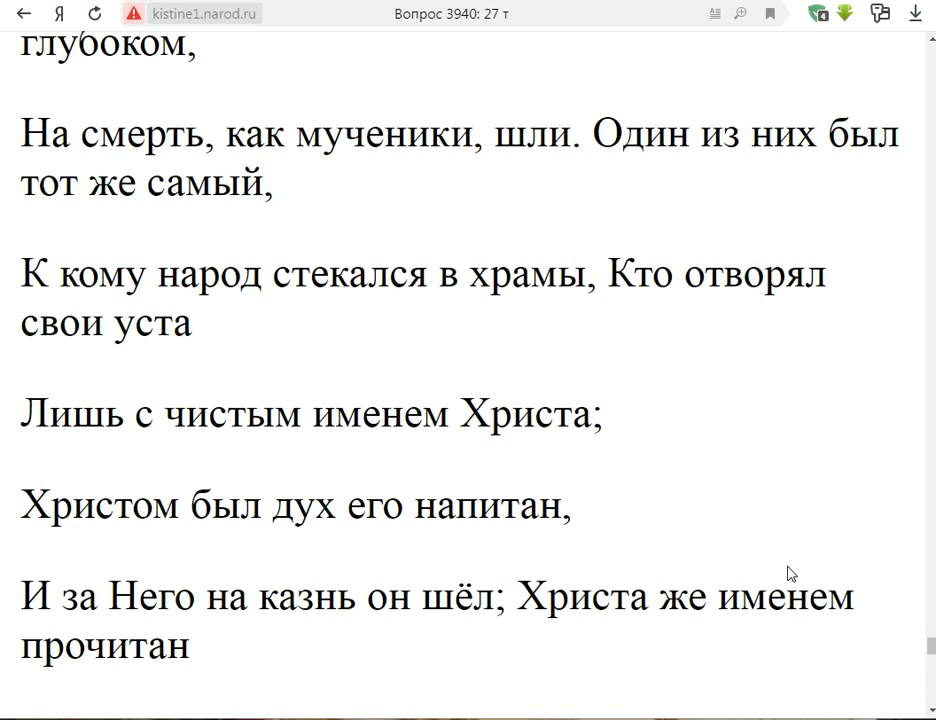 kistine1.narod.ru
Вопрос 3940: 27 т
4
глубоком,
На смерть, как мученики, шли. Один из них был
тот же самый,
К кому народ стекался в храмы, Кто отворял
свои уста
Лишь с чистым именем Христа;
Христом был дух его напитан,
И за Него на казнь он шёл; Христа же именем
прочитан